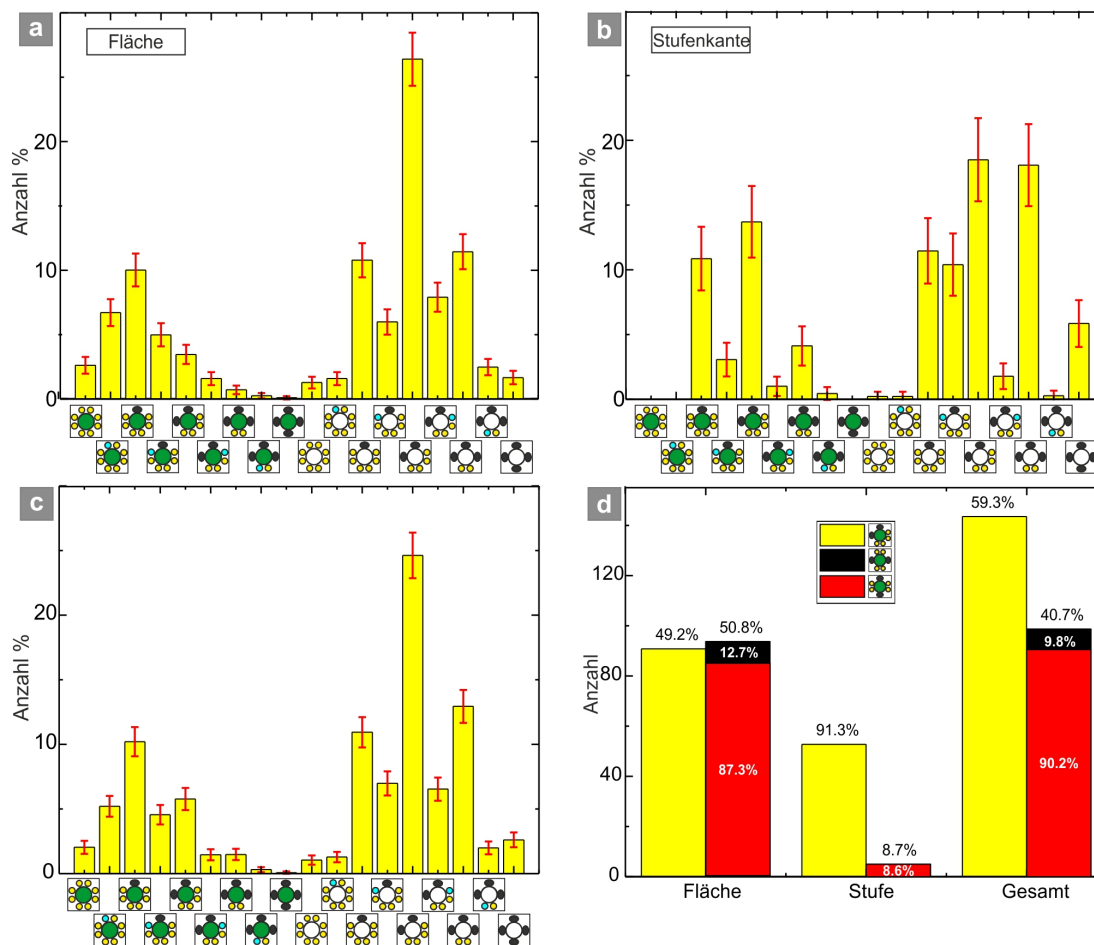 a
Fläche
Anzahl %
20
10
0
b
Stufenkante
Anzahl %
20
10
0
c
Anzahl %
20
10
0
d
Anzahl
120
80
40
0
49.2%
50.8%
12.7%
87.3%
91.3%
8.7%
8.6%
59.3%
40.7%
9.8%
90.2%
Fläche
Stufe
Gesamt